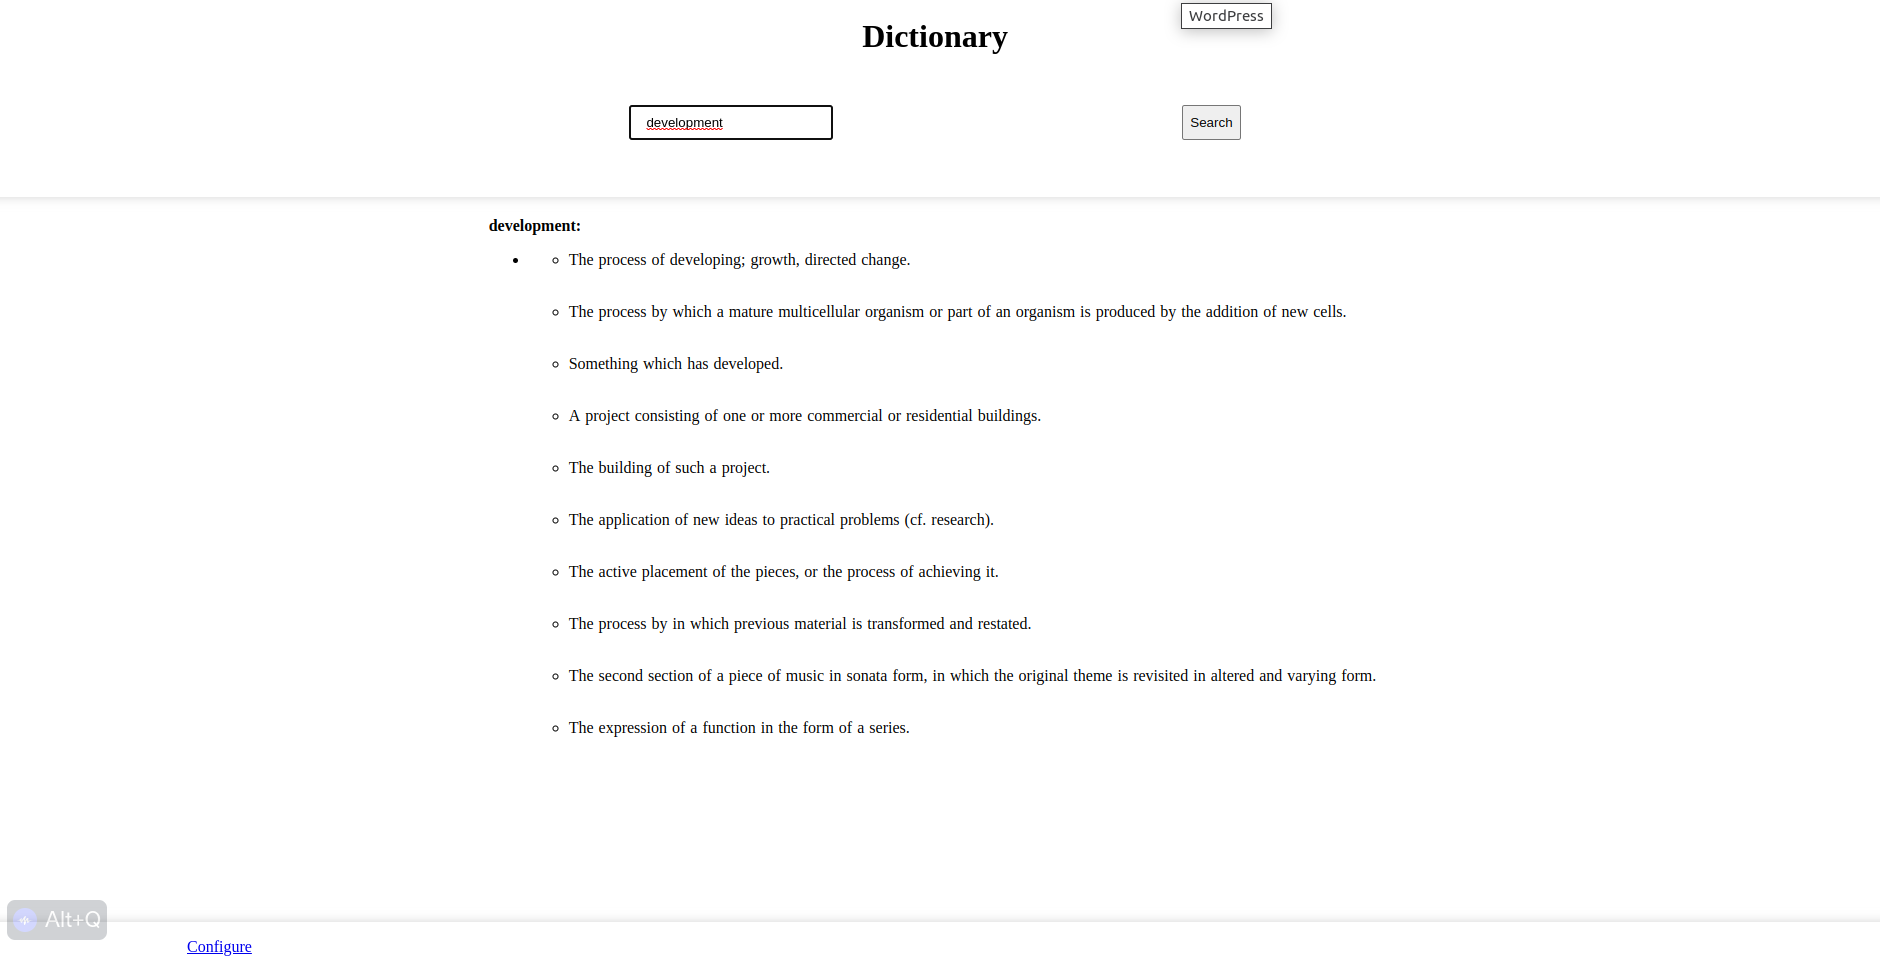 WordPress
Dictionary
development
Search
development:
The process of developing; growth, directed change.
The process by which a mature multicellular organism or part of an organism is produced by the addition of new cells.
Something which has developed.
A project consisting of one or more commercial or residential buildings.
The building of such a project.
The application of new ideas to practical problems (cf. research).
The active placement of the pieces, or the process of achieving it.
The process by in which previous material is transformed and restated.
The second section of a piece of music in sonata form, in which the original theme is revisited in altered and varying form.
The expression of a function in the form of a series.
Alt+Q
Configure